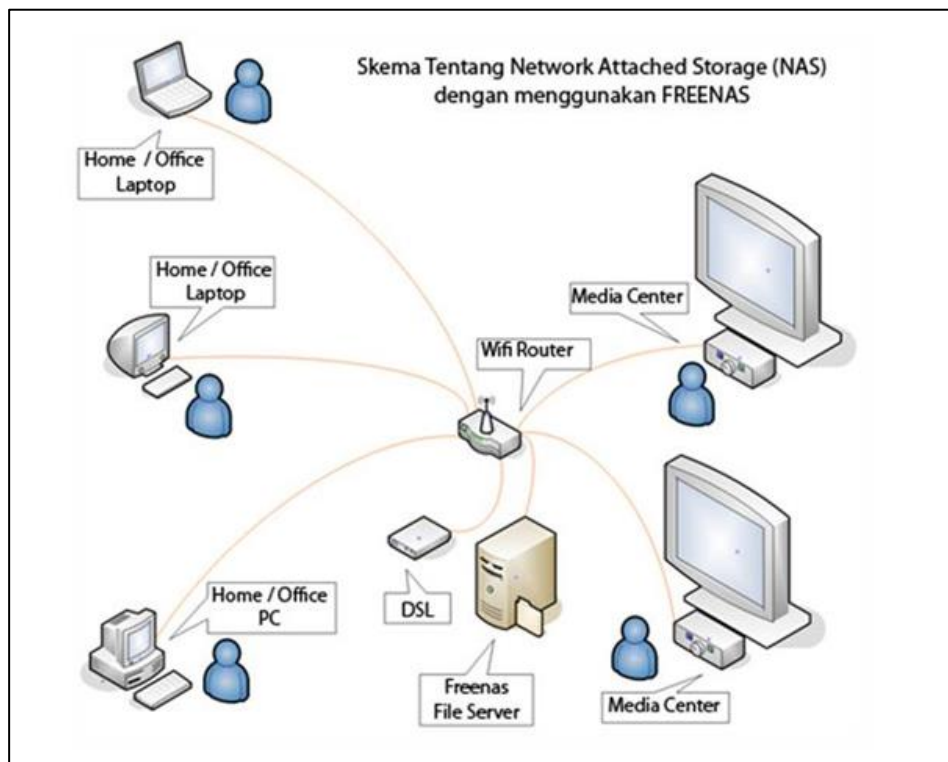 Skema Tentang Network Attached Storage (NAS)
dengan menggunakan FREENAS
Home / Office
Laptop
Home / Office
Laptop
Media Center
Wifi Router
Home / Office
PC
DSL
Freenas
File Server
Media Center